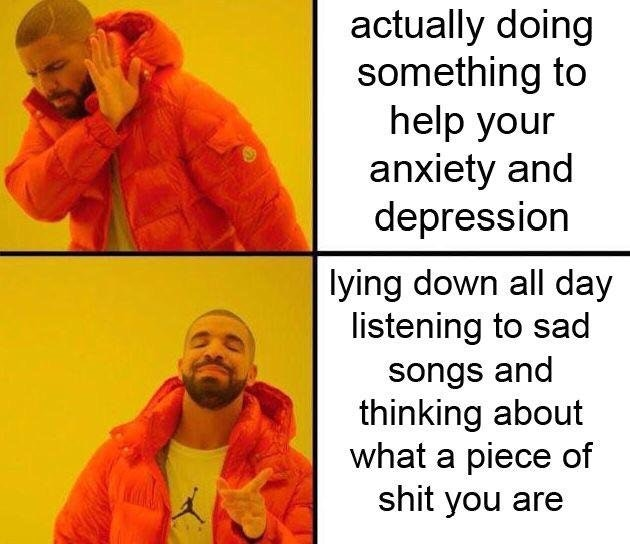 actually doing
something to
help your
anxiety and
depression
lying down all day
listening to sad
songs and
thinking about
what a piece of
shit you are